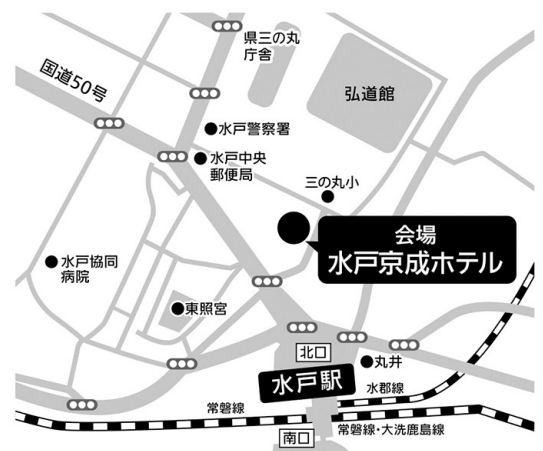 県三の丸
庁舎
国道50号
弘道館
水戸警察署
水戸中央
郵便局
三の丸小
会場
水戸京成ホテル
水戸協同
病院
東照宮
北口
丸井
水戸駅
水郡線
常磐線
常磐線・大洗鹿島線
南口